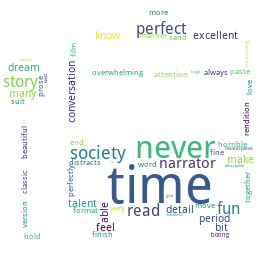 more
know
manner
sand
perfect
excellent
film
dream
overwhelming
attention
always
paste
story
many
prose
suit
conversation
love
rendition
never
end
society
distracts
word
narrator
fine
horrible
make
beautiful
perfectly
time
together
classic
talent
format
able
very
read
detail
move
fun
period
version
feel
bit
hold
finish
boring